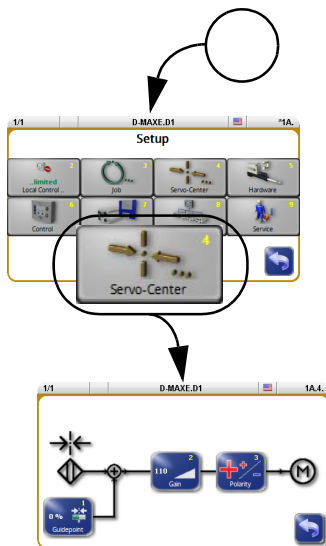 1/1 D-MAXE.D1 "1A.
Setup
2 3 4 5
..limited
Local Control .. Job Servo-Center Hardware
6 7 8 9
Control Service
4
Servo-Center
1/1 D-MAXE.D1 1A.4.
2 3
110
Gain Polarity
M
1
0 %
Guidepoint